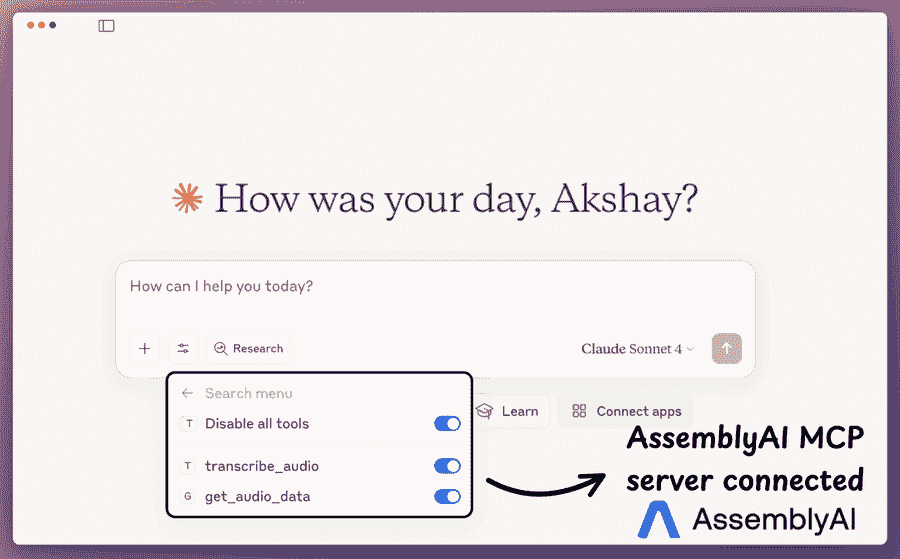 How was your day, Akshay?
How can I help you today?
Research
Claude Sonnet 4
Search menu
T Disable all tools
T transcribe_audio
G get_audio_data
Learn
Connect apps
AssemblyAI MCP
server connected
AssemblyAI